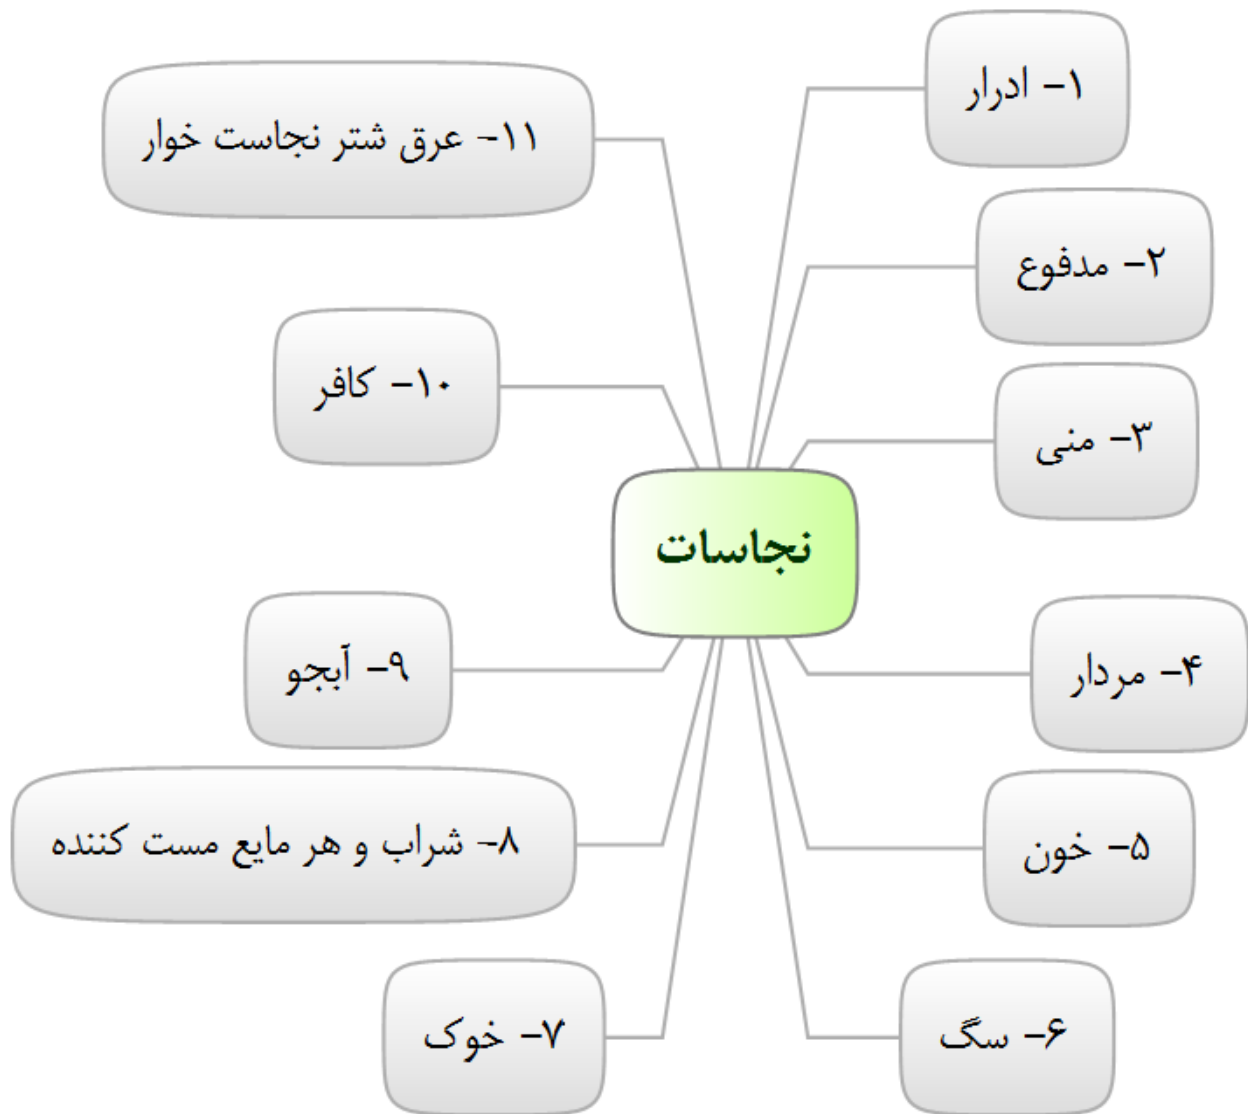 نجاسات
۱- ادرار
۲- مدفوع
۳- منی
۴- مردار
۵- خون
۶- سگ
۷- خوک
۸- شراب و هر مایع مست کننده
۹- آبجو
۱۰- کافر
۱۱- عرق شتر نجاست خوار